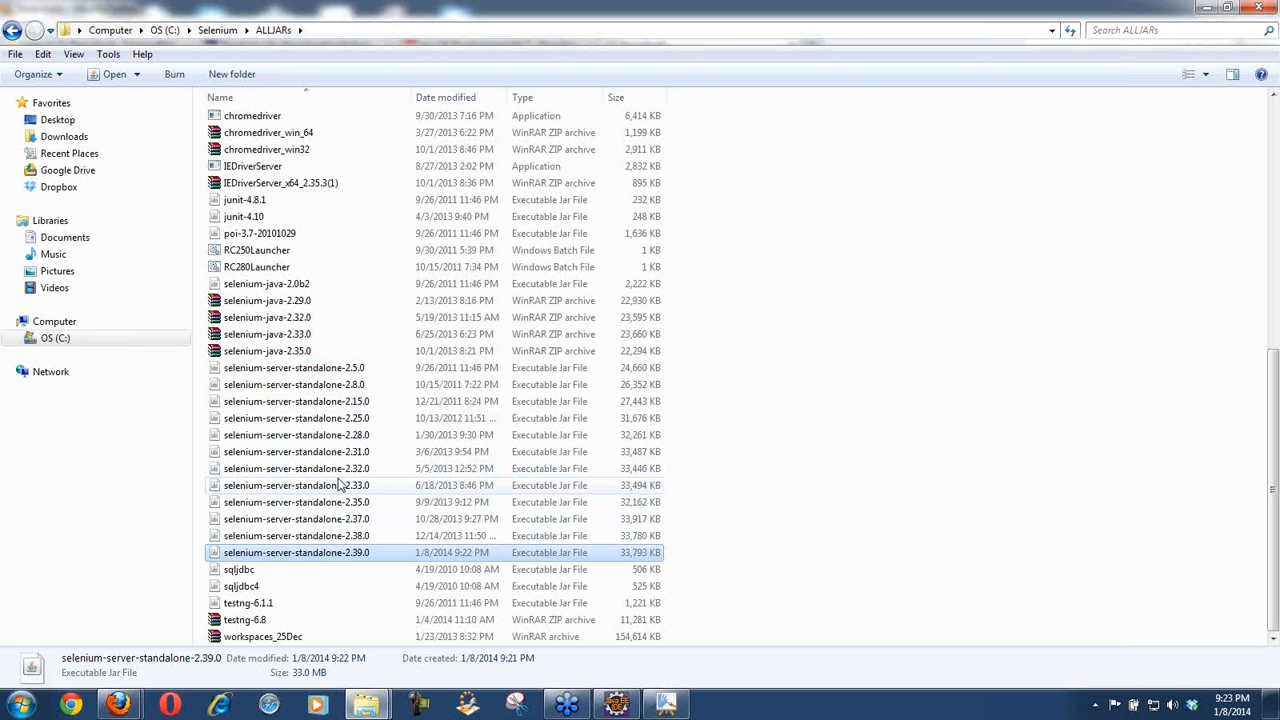 Computer ▸ OS (C:) ▸ Selenium ▸ ALLJARs ▸
Search ALLJARs
File Edit View Tools Help
Organize Open Burn New folder
Name Date modified Type Size
Favorites
Desktop
Downloads
Recent Places
Google Drive
Dropbox
Libraries
Documents
Music
Pictures
Videos
Computer
OS (C:)
Network
chromedriver 9/30/2013 7:16 PM Application 6,414 KB
chromedriver_win_64 3/27/2013 6:22 PM WinRAR ZIP archive 1,199 KB
chromedriver_win32 10/1/2013 8:46 PM WinRAR ZIP archive 2,911 KB
IEDriverServer 8/27/2013 2:02 PM Application 2,832 KB
IEDriverServer_x64_2.35.3(1) 10/1/2013 8:36 PM WinRAR ZIP archive 895 KB
junit-4.8.1 9/26/2011 11:46 PM Executable Jar File 232 KB
junit-4.10 4/3/2013 9:40 PM Executable Jar File 248 KB
poi-3.7-20101029 9/26/2011 11:46 PM Executable Jar File 1,636 KB
RC250Launcher 9/30/2011 5:39 PM Windows Batch File 1 KB
RC280Launcher 10/15/2011 7:34 PM Windows Batch File 1 KB
selenium-java-2.0b2 9/26/2011 11:46 PM Executable Jar File 2,222 KB
selenium-java-2.29.0 2/13/2013 8:16 PM WinRAR ZIP archive 22,930 KB
selenium-java-2.32.0 5/19/2013 11:15 AM WinRAR ZIP archive 23,595 KB
selenium-java-2.33.0 6/25/2013 6:23 PM WinRAR ZIP archive 23,660 KB
selenium-java-2.35.0 10/1/2013 8:21 PM WinRAR ZIP archive 22,294 KB
selenium-server-standalone-2.5.0 9/26/2011 11:46 PM Executable Jar File 24,660 KB
selenium-server-standalone-2.8.0 10/15/2011 7:22 PM Executable Jar File 26,352 KB
selenium-server-standalone-2.15.0 12/21/2011 8:24 PM Executable Jar File 27,443 KB
selenium-server-standalone-2.25.0 10/13/2012 11:51 ... Executable Jar File 31,676 KB
selenium-server-standalone-2.28.0 1/30/2013 9:30 PM Executable Jar File 32,261 KB
selenium-server-standalone-2.31.0 3/6/2013 9:54 PM Executable Jar File 33,487 KB
selenium-server-standalone-2.32.0 5/5/2013 12:52 PM Executable Jar File 33,446 KB
selenium-server-standalone-2.33.0 6/18/2013 8:46 PM Executable Jar File 33,494 KB
selenium-server-standalone-2.35.0 9/9/2013 9:12 PM Executable Jar File 32,162 KB
selenium-server-standalone-2.37.0 10/28/2013 9:27 PM Executable Jar File 33,917 KB
selenium-server-standalone-2.38.0 12/14/2013 11:50 ... Executable Jar File 33,780 KB
selenium-server-standalone-2.39.0 1/8/2014 9:22 PM Executable Jar File 33,793 KB
sqljdbc 4/19/2010 10:08 AM Executable Jar File 506 KB
sqljdbc4 4/19/2010 10:08 AM Executable Jar File 525 KB
testng-6.1.1 9/26/2011 11:46 PM Executable Jar File 1,221 KB
testng-6.8 1/4/2014 11:10 AM WinRAR ZIP archive 11,281 KB
workspaces_25Dec 1/23/2013 8:32 PM WinRAR archive 154,614 KB
selenium-server-standalone-2.39.0 Date modified: 1/8/2014 9:22 PM Date created: 1/8/2014 9:21 PM
Executable Jar File Size: 33.0 MB
Java EE
IDE
9:23 PM
1/8/2014